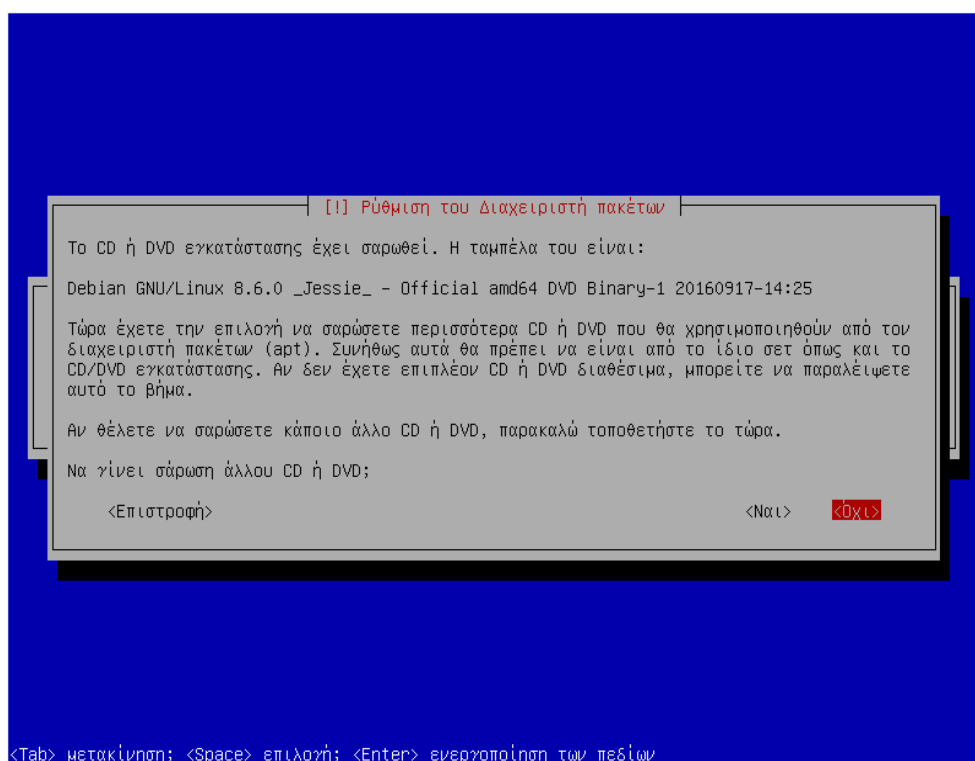 [!] Ρύθμιση του Διαχειριστή πακέτων
Το CD ή DVD εγκατάστασης έχει σαρωθεί. Η ταμπέλα του είναι:
Debian GNU/Linux 8.6.0 _Jessie_ - Official amd64 DVD Binary-1 20160917-14:25
Τώρα έχετε την επιλογή να σαρώσετε περισσότερα CD ή DVD που θα χρησιμοποιηθούν από τον
διαχειριστή πακέτων (apt). Συνήθως αυτά θα πρέπει να είναι από το ίδιο σετ όπως και το
CD/DVD εγκατάστασης. Αν δεν έχετε επιπλέον CD ή DVD διαθέσιμα, μπορείτε να παραλείψετε
αυτό το βήμα.
Αν θέλετε να σαρώσετε κάποιο άλλο CD ή DVD, παρακαλώ τοποθετήστε το τώρα.
Να γίνει σάρωση άλλου CD ή DVD;
<Επιστροφή> <Ναι> <Όχι>
<Tab> μετακίνηση; <Space> επιλογή; <Enter> ενεργοποίηση των πεδίων